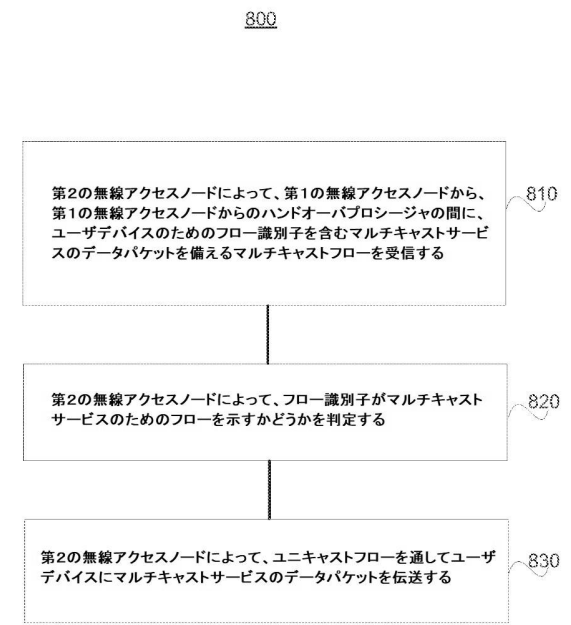 800
第2の無線アクセスノードによって、第1の無線アクセスノードから、
第1の無線アクセスノードからのハンドオーバプロシージャの間に、
ユーザデバイスのためのフロー識別子を含むマルチキャストサービ
スのデータパケットを備えるマルチキャストフローを受信する
810
第2の無線アクセスノードによって、フロー識別子がマルチキャスト
サービスのためのフローを示すかどうかを判定する
820
第2の無線アクセスノードによって、ユニキャストフローを通してユーザ
デバイスにマルチキャストサービスのデータパケットを伝送する
830